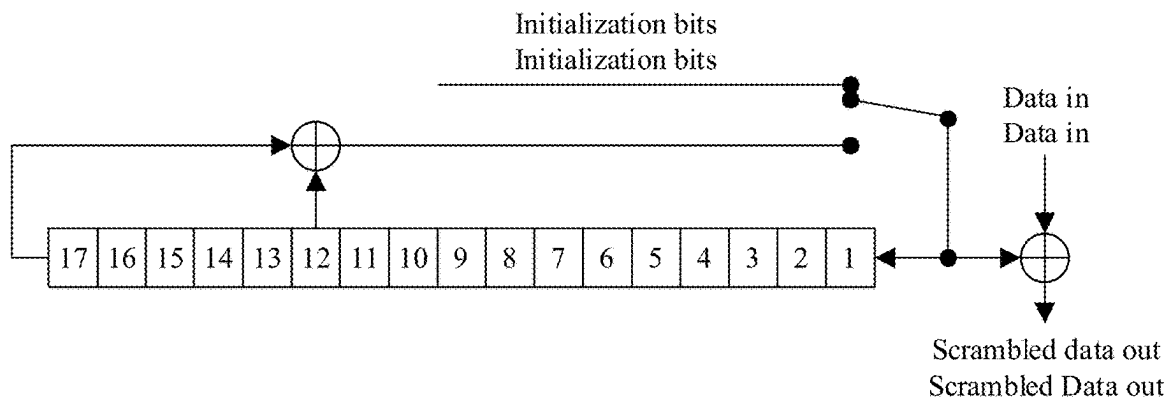 Initialization bits
Initialization bits
Data in
Data in
17 16 15 14 13 12 11 10 9 8 7 6 5 4 3 2 1
Scrambled data out
Scrambled Data out